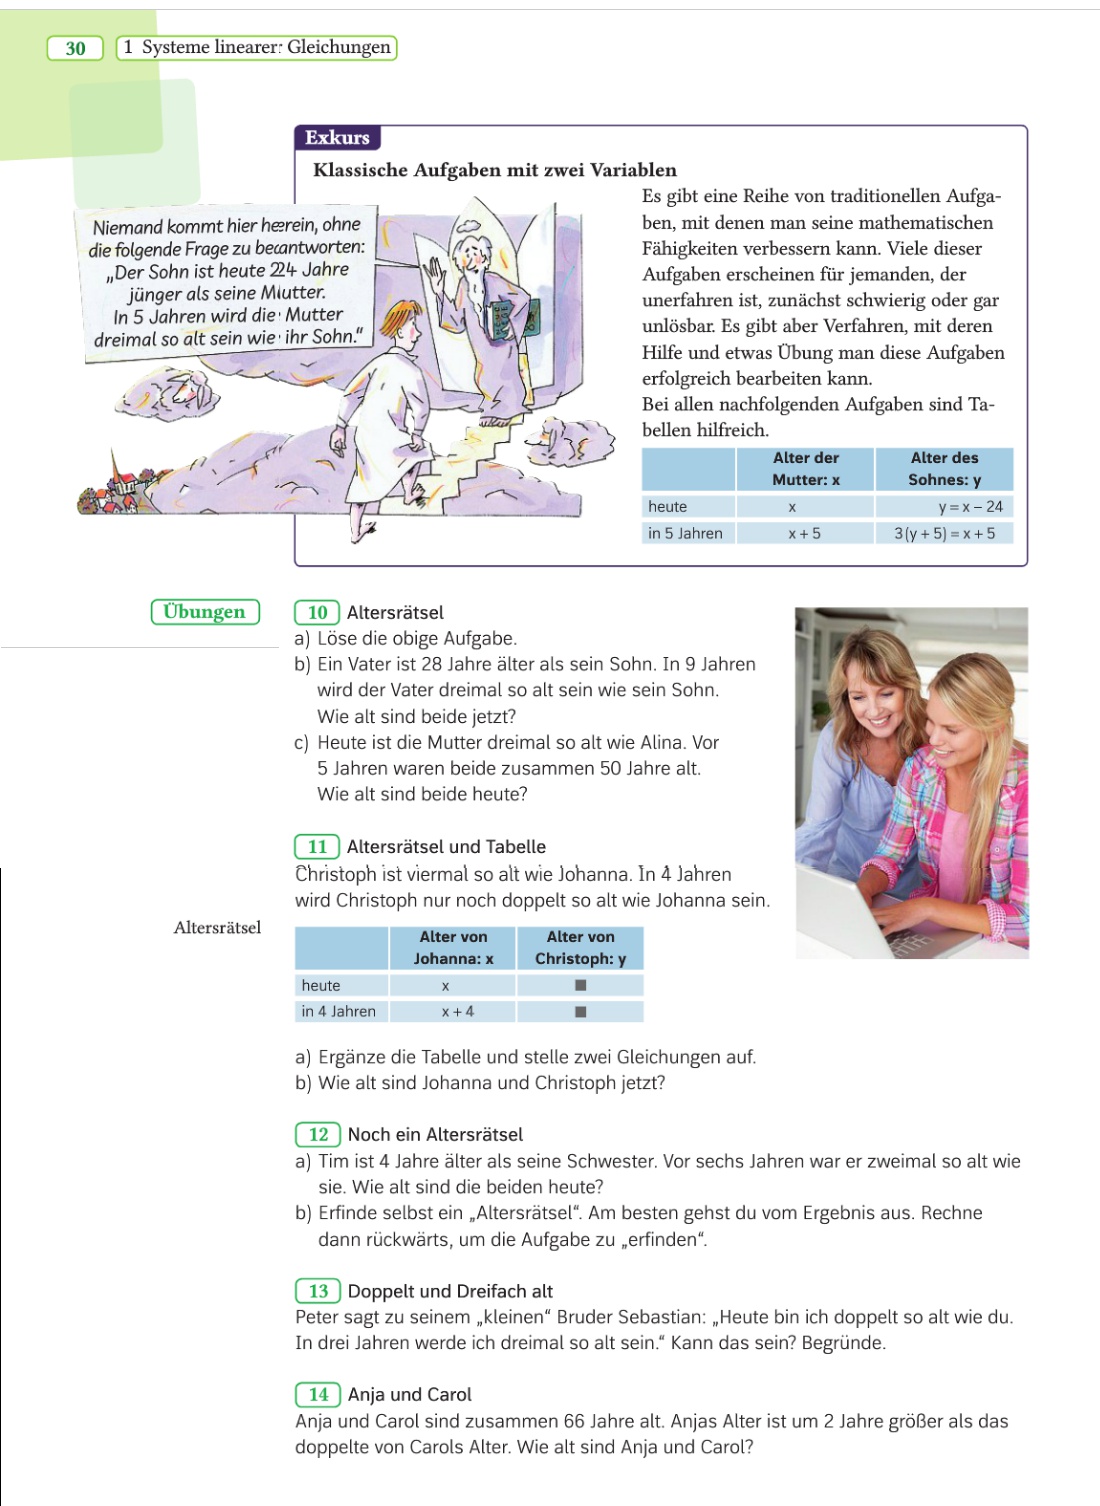 30
1 Systeme linearer Gleichungen
Exkurs
Klassische Aufgaben mit zwei Variablen
Niemand kommt hier herein, ohne
die folgende Frage zu beantworten:
„Der Sohn ist heute 24 Jahre
jünger als seine Mutter.
In 5 Jahren wird die Mutter
dreimal so alt sein wie ihr Sohn.“
Es gibt eine Reihe von traditionellen Aufga-
ben, mit denen man seine mathematischen
Fähigkeiten verbessern kann. Viele dieser
Aufgaben erscheinen für jemanden, der
unerfahren ist, zunächst schwierig oder gar
unlösbar. Es gibt aber Verfahren, mit deren
Hilfe und etwas Übung man diese Aufgaben
erfolgreich bearbeiten kann.
Bei allen nachfolgenden Aufgaben sind Ta-
bellen hilfreich.
Alter der Alter des
Mutter: x Sohnes: y
heute x y = x – 24
in 5 Jahren x + 5 3(y + 5) = x + 5
Übungen
10 Altersrätsel
a) Löse die obige Aufgabe.
b) Ein Vater ist 28 Jahre älter als sein Sohn. In 9 Jahren
wird der Vater dreimal so alt sein wie sein Sohn.
Wie alt sind beide jetzt?
c) Heute ist die Mutter dreimal so alt wie Alina. Vor
5 Jahren waren beide zusammen 50 Jahre alt.
Wie alt sind beide heute?
11 Altersrätsel und Tabelle
Christoph ist viermal so alt wie Johanna. In 4 Jahren
wird Christoph nur noch doppelt so alt wie Johanna sein.
Altersrätsel
Alter von Alter von
Johanna: x Christoph: y
heute x ■
in 4 Jahren x + 4 ■
a) Ergänze die Tabelle und stelle zwei Gleichungen auf.
b) Wie alt sind Johanna und Christoph jetzt?
12 Noch ein Altersrätsel
a) Tim ist 4 Jahre älter als seine Schwester. Vor sechs Jahren war er zweimal so alt wie
sie. Wie alt sind die beiden heute?
b) Erfinde selbst ein „Altersrätsel“. Am besten gehst du vom Ergebnis aus. Rechne
dann rückwärts, um die Aufgabe zu „erfinden“.
13 Doppelt und Dreifach alt
Peter sagt zu seinem „kleinen“ Bruder Sebastian: „Heute bin ich doppelt so alt wie du.
In drei Jahren werde ich dreimal so alt sein.“ Kann das sein? Begründe.
14 Anja und Carol
Anja und Carol sind zusammen 66 Jahre alt. Anjas Alter ist um 2 Jahre größer als das
doppelte von Carols Alter. Wie alt sind Anja und Carol?